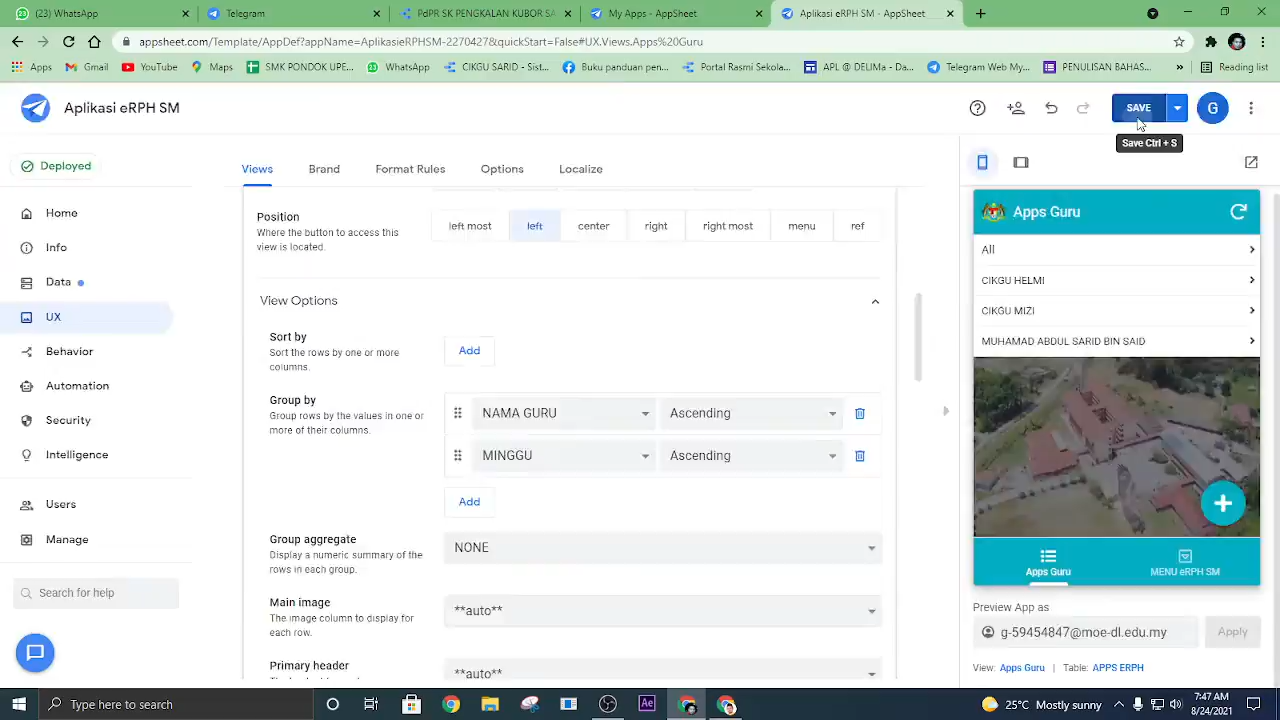 (23) WhatsApp
Telegram
PdPR SK PENGKALAN KUBOR SA
My Apps - AppSheet
Aplikasi eRPH SM - AppSheet
appsheet.com/Template/AppDef?appName=AplikasieRPHSM-2270427&quickStart=False#UX.Views.Apps%20Guru
Apps
Gmail
YouTube
Maps
SMK PONDOK UPE...
WhatsApp
CIKGU SARID - Sist...
Buku panduan pen...
Portal Rasmi Sekola...
APL @ DELIMa - Da...
Telegram Web My...
PENULISAN BAHAS...
»
Reading list
Aplikasi eRPH SM
SAVE
G
Save Ctrl + S
Deployed
Views
Brand
Format Rules
Options
Localize
Home
Info
Data
UX
Behavior
Automation
Security
Intelligence
Users
Manage
Search for help
Position
Where the button to access this
view is located.
left most
left
center
right
right most
menu
ref
View Options
Sort by
Sort the rows by one or more
columns.
Add
Group by
Group rows by the values in one or
more of their columns.
NAMA GURU
Ascending
MINGGU
Ascending
Add
Group aggregate
Display a numeric summary of the
rows in each group.
NONE
Main image
The image column to display for
each row.
**auto**
Primary header
**auto**
Apps Guru
All
CIKGU HELMI
CIKGU MIZI
MUHAMAD ABDUL SARID BIN SAID
Apps Guru
MENU eRPH SM
Preview App as
g-59454847@moe-dl.edu.my
Apply
View: Apps Guru | Table: APPS ERPH
Type here to search
Ae
25°C Mostly sunny
7:47 AM
8/24/2021